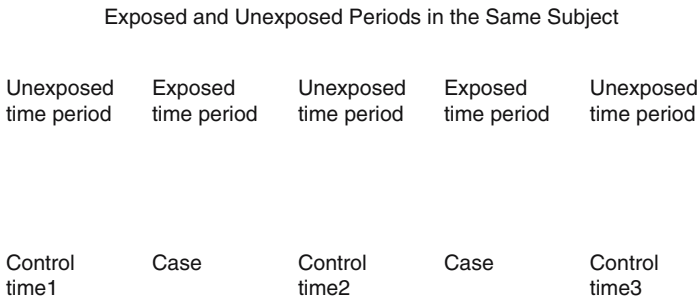 Exposed and Unexposed Periods in the Same Subject
Unexposed Exposed Unexposed Exposed Unexposed
time period time period time period time period time period
Control Case Control Case Control
time1 time2 time3